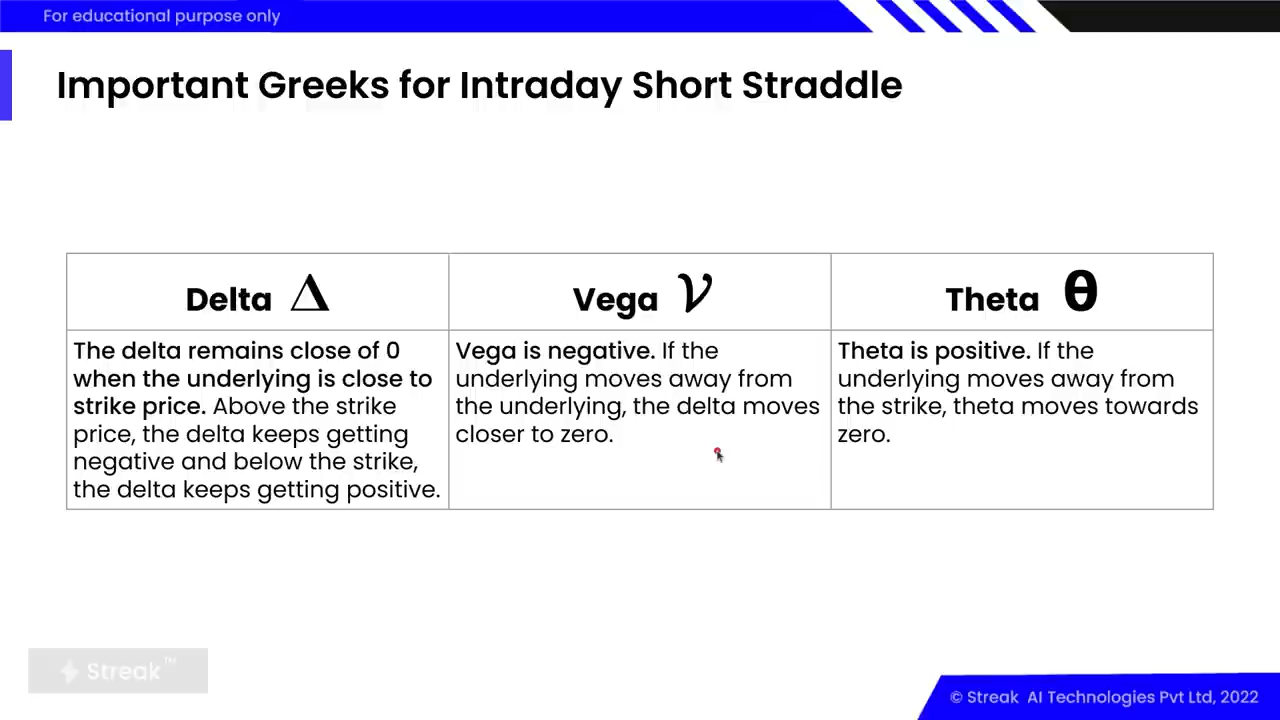 For educational purpose only
Important Greeks for Intraday Short Straddle
Delta Δ
Vega 𝒱
Theta θ
The delta remains close of 0
when the underlying is close to
strike price. Above the strike
price, the delta keeps getting
negative and below the strike,
the delta keeps getting positive.
Vega is negative. If the
underlying moves away from
the underlying, the delta moves
closer to zero.
Theta is positive. If the
underlying moves away from
the strike, theta moves towards
zero.
Streak™
© Streak AI Technologies Pvt Ltd, 2022